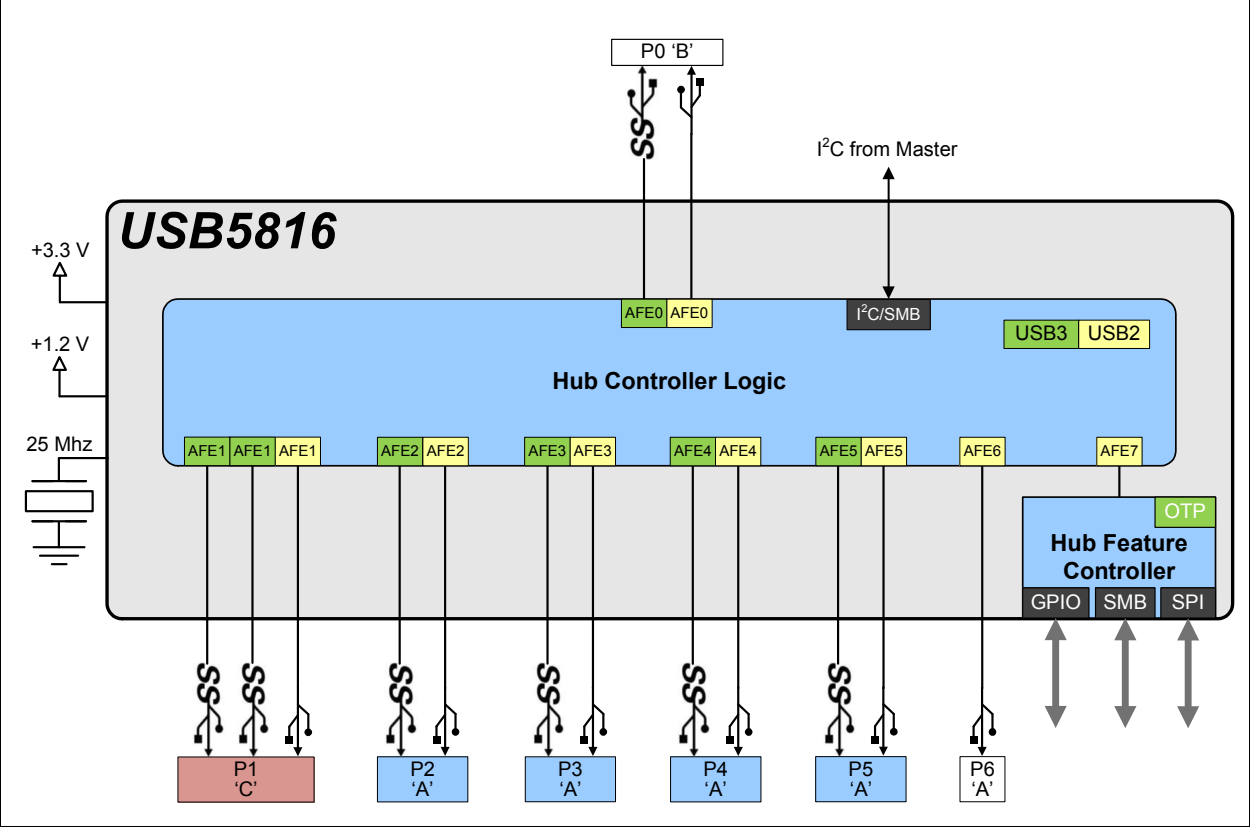 P0 ‘B’
SS
I²C from Master
USB5816
+3.3 V
+1.2 V
25 Mhz
AFE0 AFE0
I²C/SMB
USB3 USB2
Hub Controller Logic
AFE1 AFE1 AFE1 AFE2 AFE2 AFE3 AFE3 AFE4 AFE4 AFE5 AFE5 AFE6 AFE7
OTP
Hub Feature
Controller
GPIO SMB SPI
SS SS SS SS SS SS
P1
‘C’
P2
‘A’
P3
‘A’
P4
‘A’
P5
‘A’
P6
‘A’